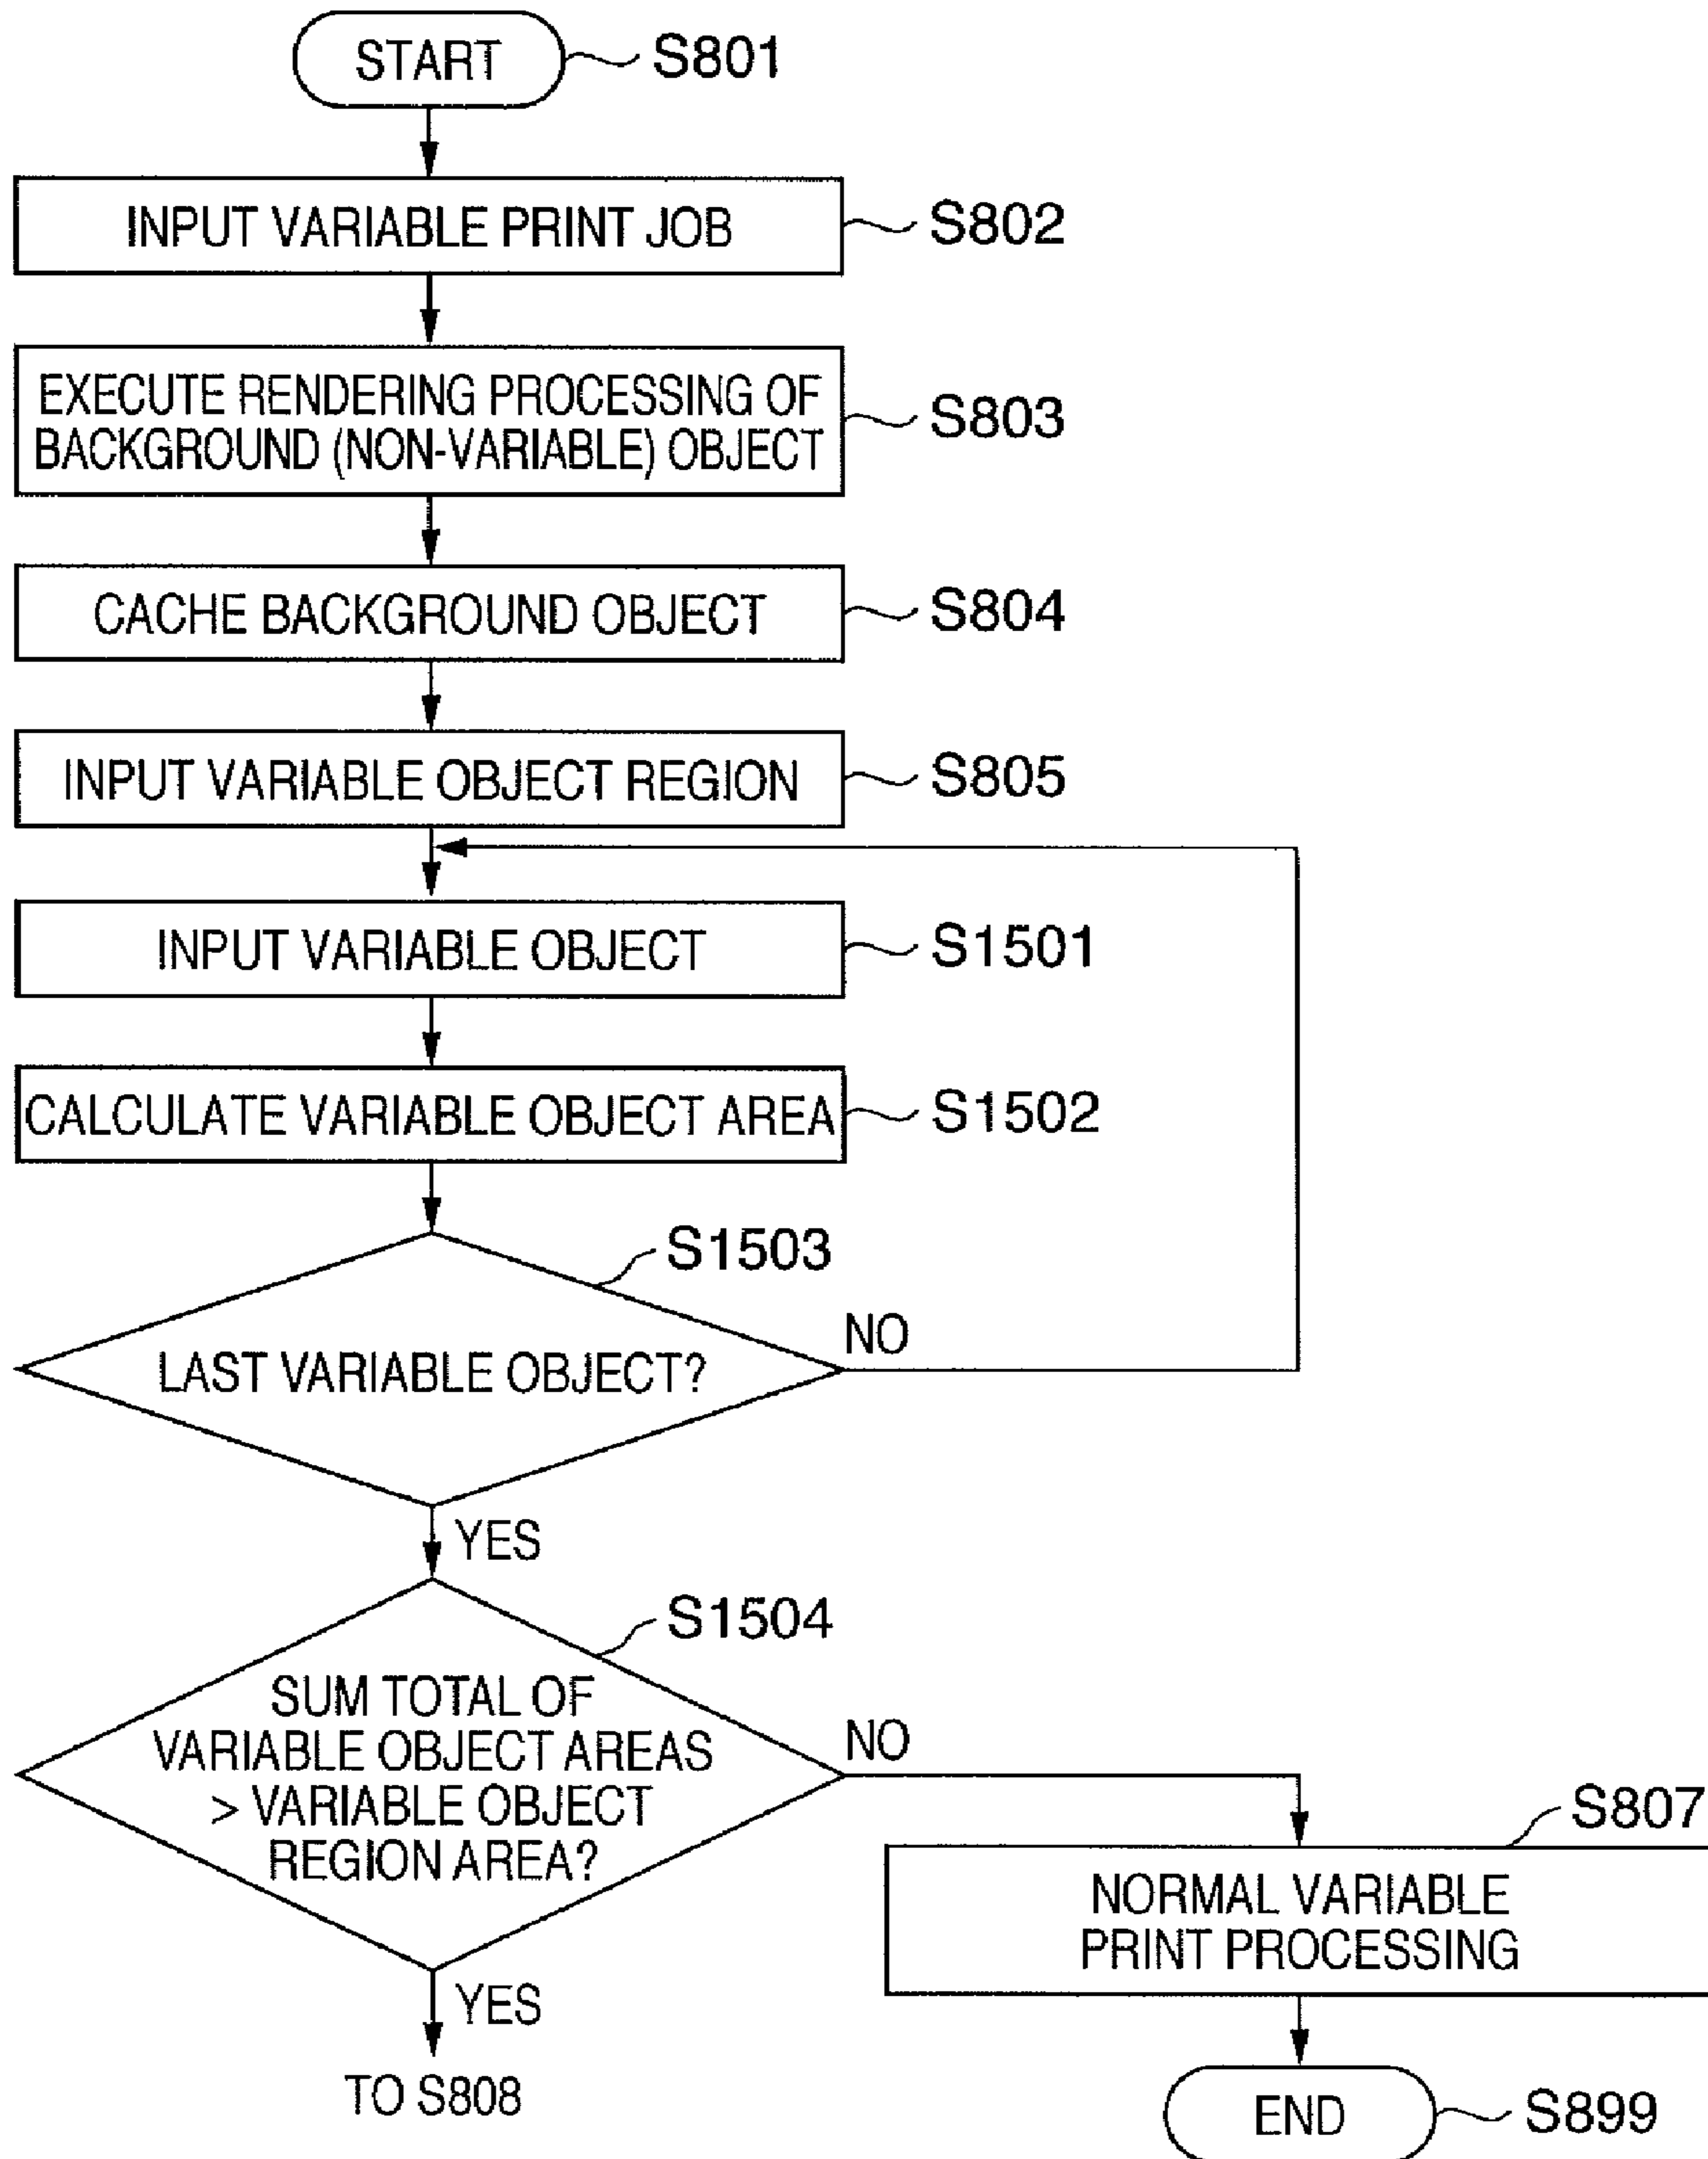 START
S801
INPUT VARIABLE PRINT JOB
S802
EXECUTE RENDERING PROCESSING OF
BACKGROUND (NON-VARIABLE) OBJECT
S803
CACHE BACKGROUND OBJECT
S804
INPUT VARIABLE OBJECT REGION
S805
INPUT VARIABLE OBJECT
S1501
CALCULATE VARIABLE OBJECT AREA
S1502
S1503
LAST VARIABLE OBJECT?
NO
YES
S1504
SUM TOTAL OF
VARIABLE OBJECT AREAS
> VARIABLE OBJECT
REGION AREA?
NO
YES
TO S808
S807
NORMAL VARIABLE
PRINT PROCESSING
END
S899